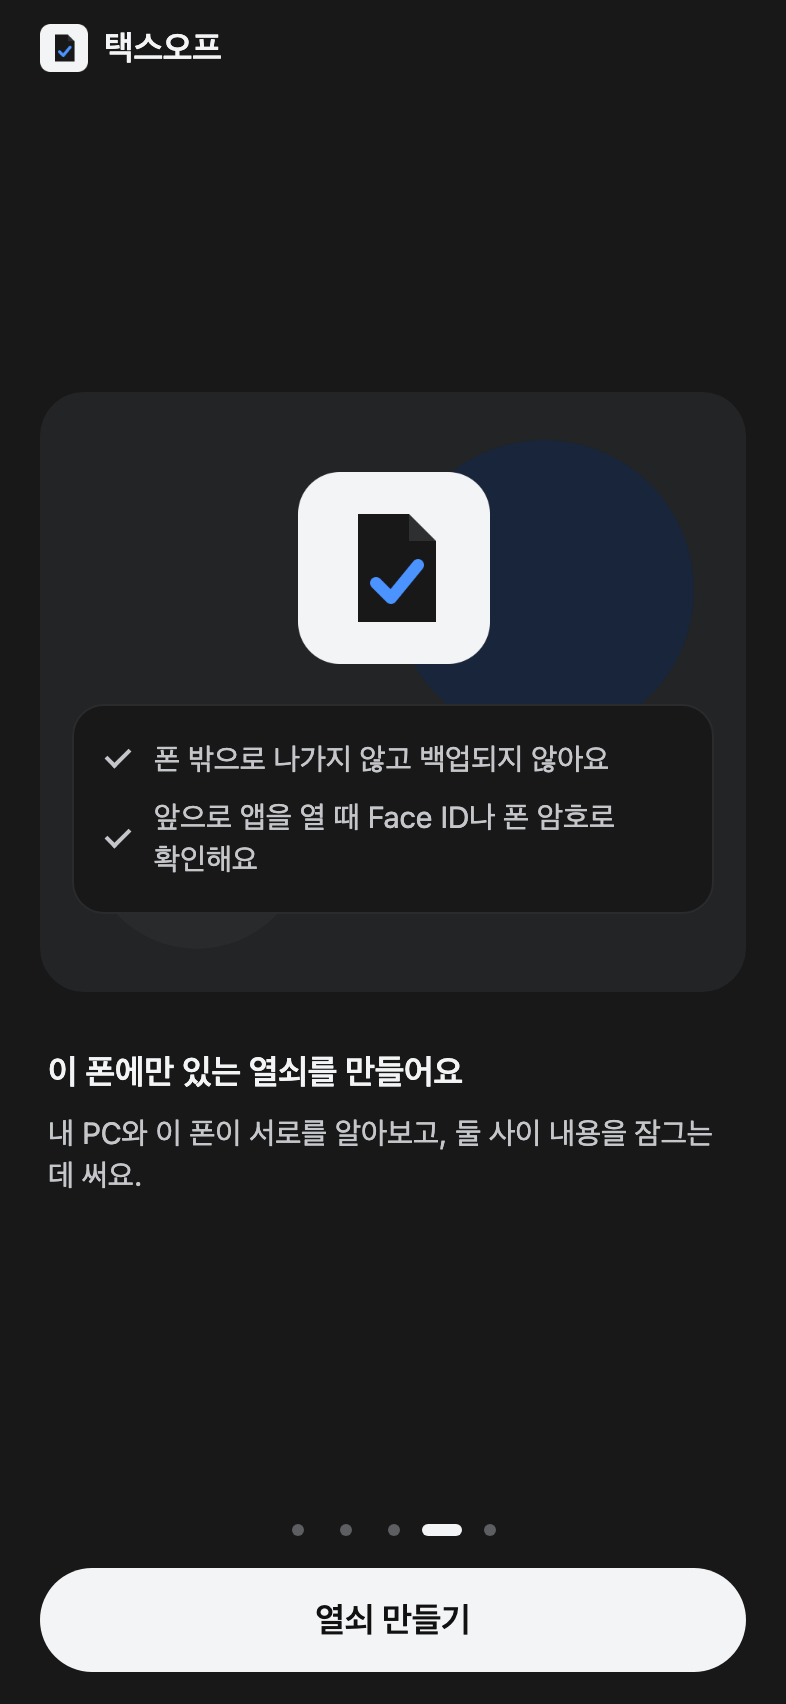 택스오프
폰 밖으로 나가지 않고 백업되지 않아요
앞으로 앱을 열 때 Face ID나 폰 암호로
확인해요
이 폰에만 있는 열쇠를 만들어요
내 PC와 이 폰이 서로를 알아보고, 둘 사이 내용을 잠그는
데 써요.
열쇠 만들기